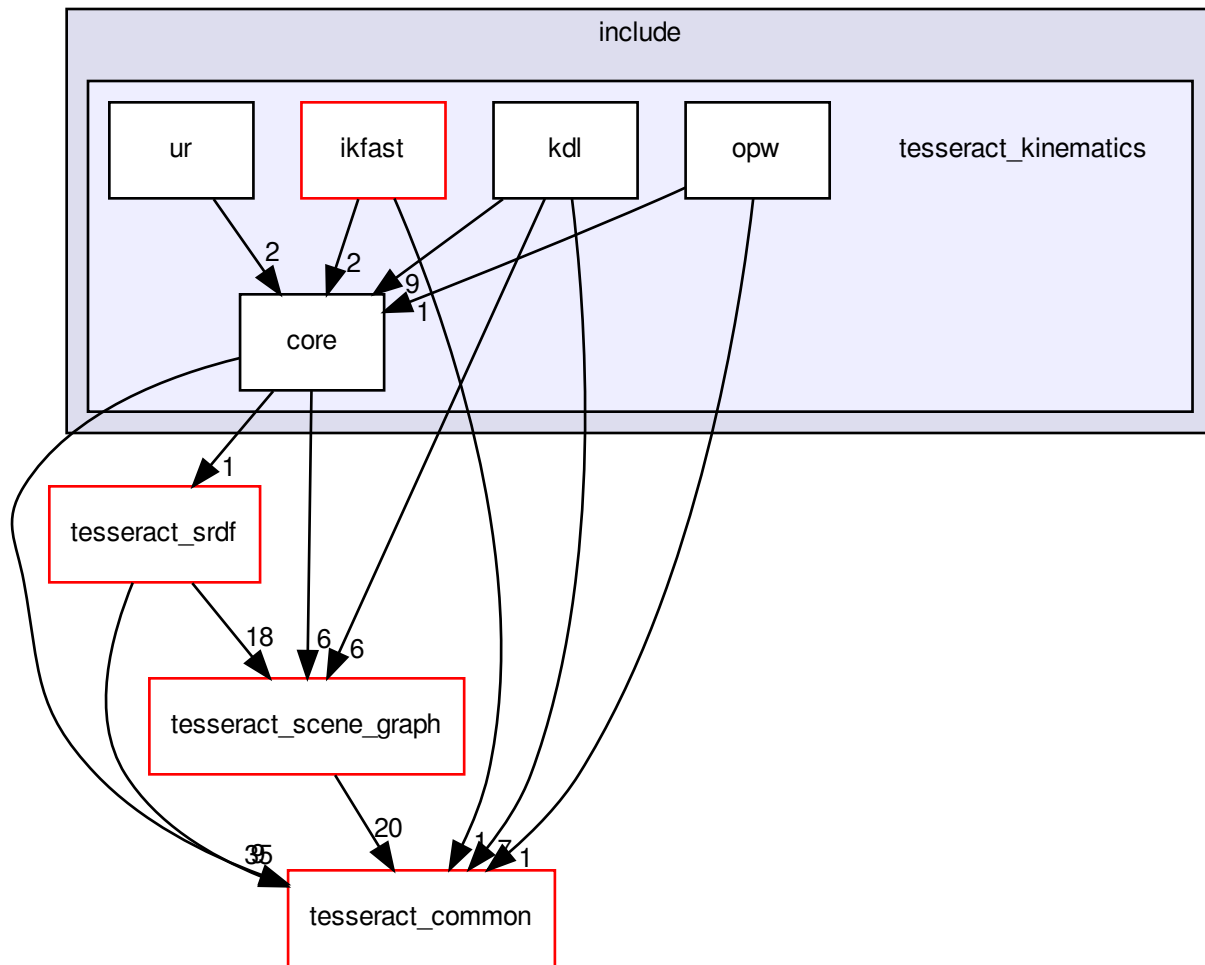 include
ur
ikfast
kdl
opw
tesseract_kinematics
2
2
9
1
core
1
tesseract_srdf
18
6
6
tesseract_scene_graph
20
1
7
1
tesseract_common